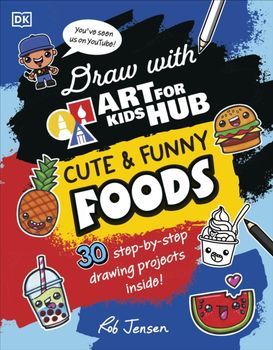 DK
You've seen
us on YouTube!
Draw with
ART FOR
KIDS HUB
CUTE & FUNNY
FOODS
30 step-by-step
drawing projects
inside!
Rob Jensen